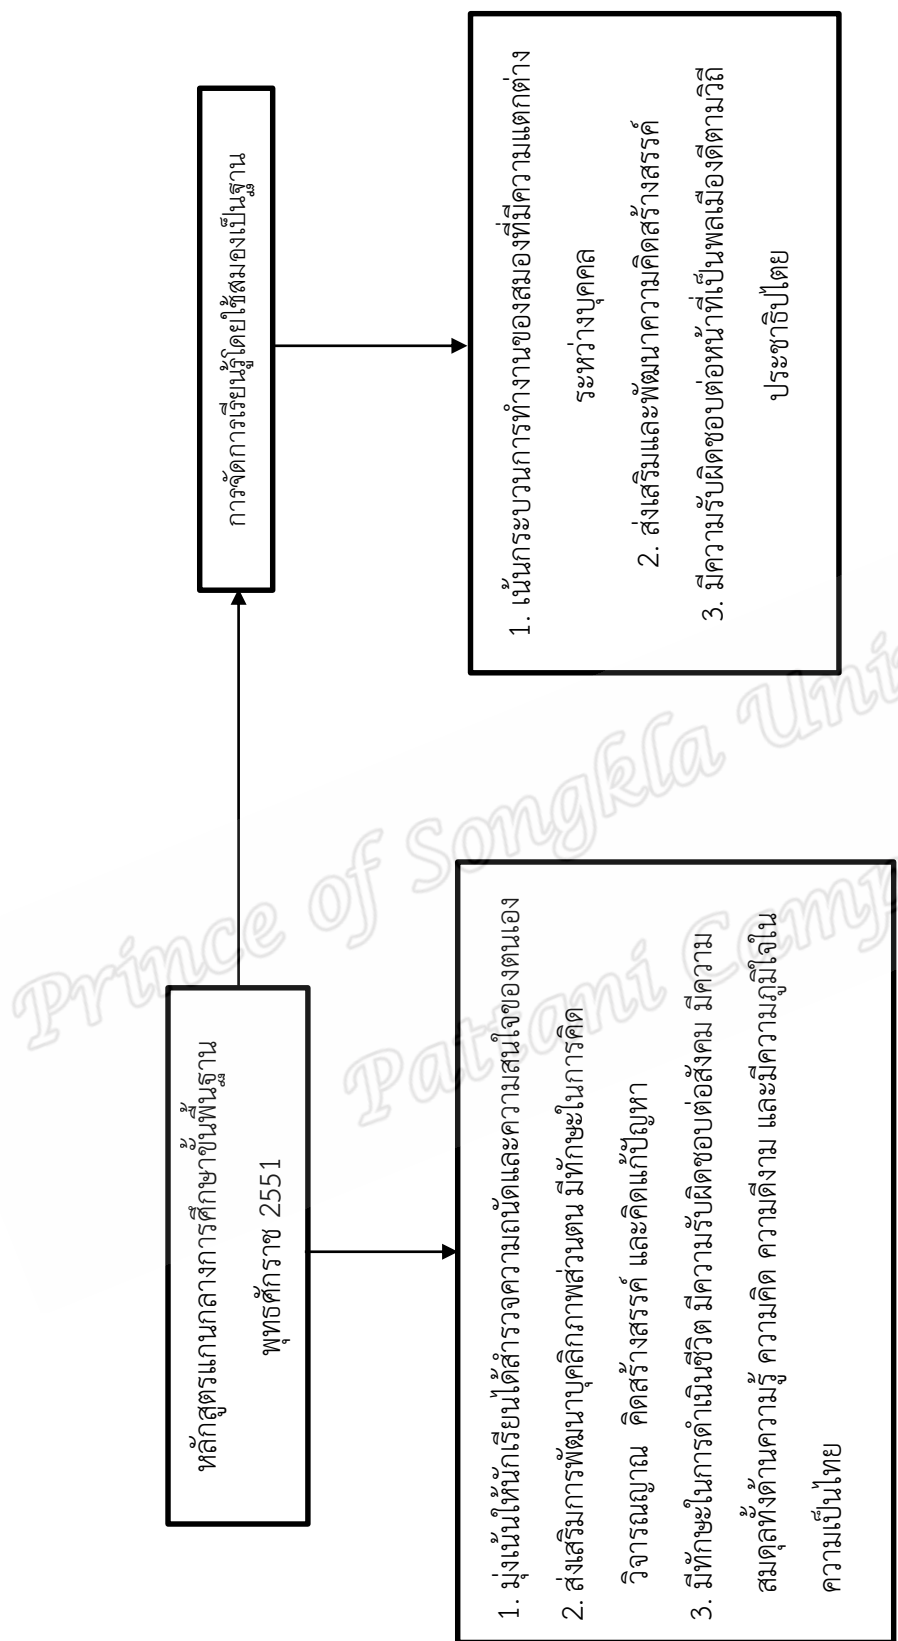 หลักสูตรแกนกลางการศึกษาขั้นพื้นฐาน
พุทธศักราช 2551
1. มุ่งเน้นให้นักเรียนได้สำรวจความถนัดและความสนใจของตนเอง
2. ส่งเสริมการพัฒนาบุคลิกภาพส่วนตน มีทักษะในการคิด
วิจารณญาณ คิดสร้างสรรค์ และคิดแก้ปัญหา
3. มีทักษะในการดำเนินชีวิต มีความรับผิดชอบต่อสังคม มีความ
สมดุลทั้งด้านความรู้ ความคิด ความดีงาม และมีความภูมิใจใน
ความเป็นไทย
การจัดการเรียนรู้โดยใช้สมองเป็นฐาน
1. เน้นกระบวนการทำงานของสมองที่มีความแตกต่าง
ระหว่างบุคคล
2. ส่งเสริมและพัฒนาความคิดสร้างสรรค์
3. มีความรับผิดชอบต่อหน้าที่เป็นพลเมืองดีตามวิถี
ประชาธิปไตย
Prince of Songkla
Pattani